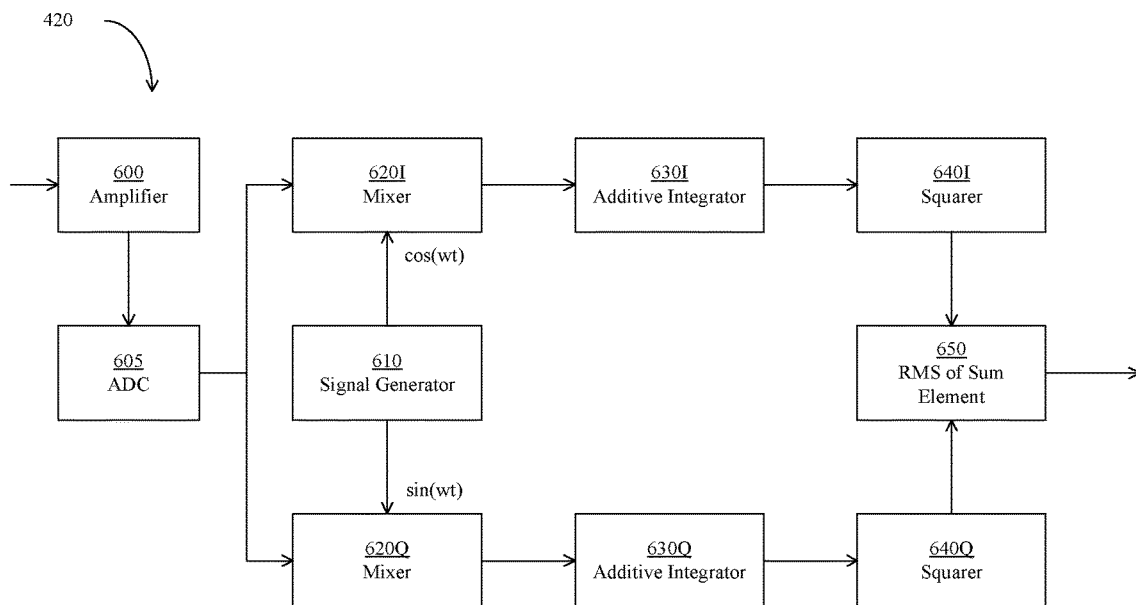 420
600
Amplifier
620I
Mixer
630I
Additive Integrator
640I
Squarer
cos(wt)
605
ADC
610
Signal Generator
650
RMS of Sum
Element
sin(wt)
620Q
Mixer
630Q
Additive Integrator
640Q
Squarer